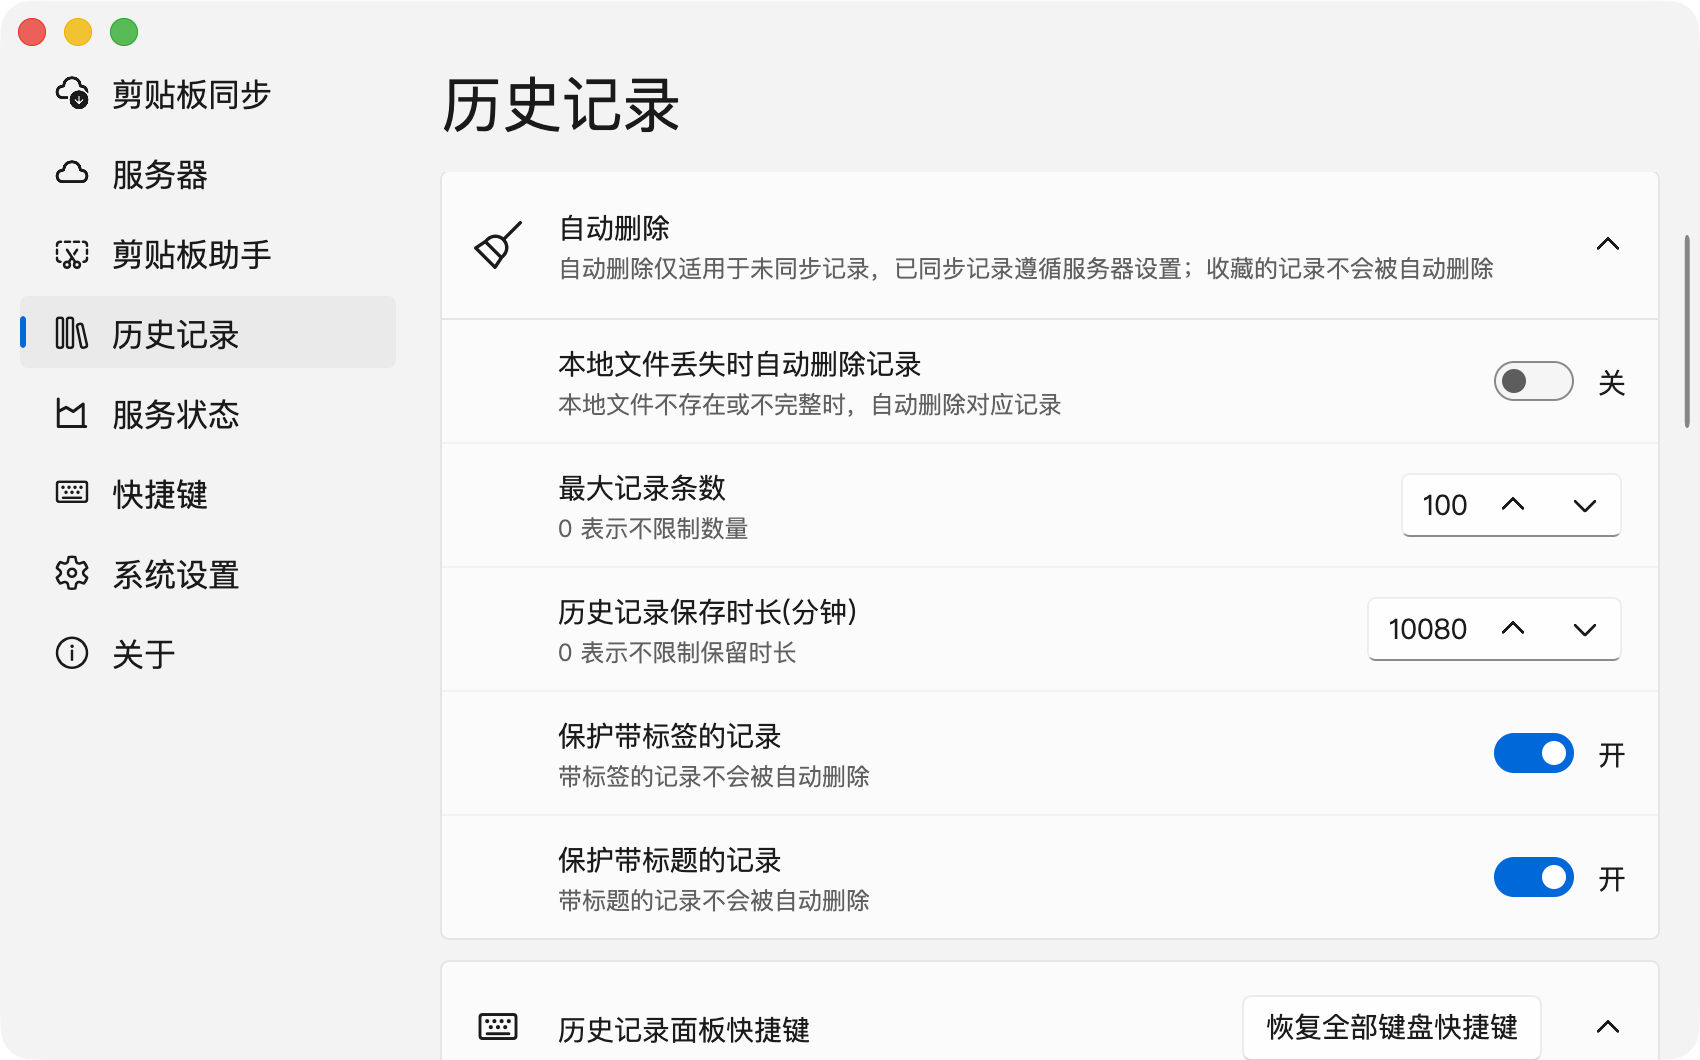 剪贴板同步
服务器
剪贴板助手
历史记录
服务状态
快捷键
系统设置
关于
历史记录
自动删除
自动删除仅适用于未同步记录，已同步记录遵循服务器设置；收藏的记录不会被自动删除
本地文件丢失时自动删除记录
本地文件不存在或不完整时，自动删除对应记录
关
最大记录条数
0 表示不限制数量
100
历史记录保存时长(分钟)
0 表示不限制保留时长
10080
保护带标签的记录
带标签的记录不会被自动删除
开
保护带标题的记录
带标题的记录不会被自动删除
开
历史记录面板快捷键
恢复全部键盘快捷键